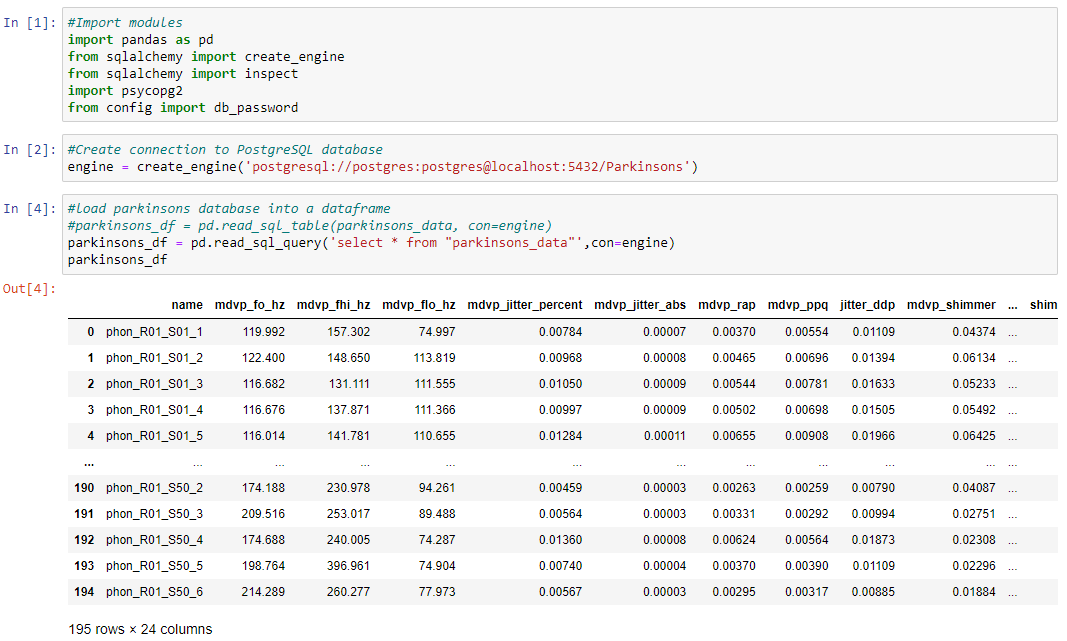 In [1]: #Import modules
import pandas as pd
from sqlalchemy import create_engine
from sqlalchemy import inspect
import psycopg2
from config import db_password
In [2]: #Create connection to PostgreSQL database
engine = create_engine('postgresql://postgres:postgres@localhost:5432/Parkinsons')
In [4]: #load parkinsons database into a dataframe
#parkinsons_df = pd.read_sql_table(parkinsons_data, con=engine)
parkinsons_df = pd.read_sql_query('select * from "parkinsons_data"',con=engine)
parkinsons_df
Out[4]:
name mdvp_fo_hz mdvp_fhi_hz mdvp_flo_hz mdvp_jitter_percent mdvp_jitter_abs mdvp_rap mdvp_ppq jitter_ddp mdvp_shimmer ... shim
0 phon_R01_S01_1 119.992 157.302 74.997 0.00784 0.00007 0.00370 0.00554 0.01109 0.04374 ...
1 phon_R01_S01_2 122.400 148.650 113.819 0.00968 0.00008 0.00465 0.00696 0.01394 0.06134 ...
2 phon_R01_S01_3 116.682 131.111 111.555 0.01050 0.00009 0.00544 0.00781 0.01633 0.05233 ...
3 phon_R01_S01_4 116.676 137.871 111.366 0.00997 0.00009 0.00502 0.00698 0.01505 0.05492 ...
4 phon_R01_S01_5 116.014 141.781 110.655 0.01284 0.00011 0.00655 0.00908 0.01966 0.06425 ...
... ... ... ... ... ... ... ... ... ... ... ...
190 phon_R01_S50_2 174.188 230.978 94.261 0.00459 0.00003 0.00263 0.00259 0.00790 0.04087 ...
191 phon_R01_S50_3 209.516 253.017 89.488 0.00564 0.00003 0.00331 0.00292 0.00994 0.02751 ...
192 phon_R01_S50_4 174.688 240.005 74.287 0.01360 0.00008 0.00624 0.00564 0.01873 0.02308 ...
193 phon_R01_S50_5 198.764 396.961 74.904 0.00740 0.00004 0.00370 0.00390 0.01109 0.02296 ...
194 phon_R01_S50_6 214.289 260.277 77.973 0.00567 0.00003 0.00295 0.00317 0.00885 0.01884 ...
195 rows × 24 columns